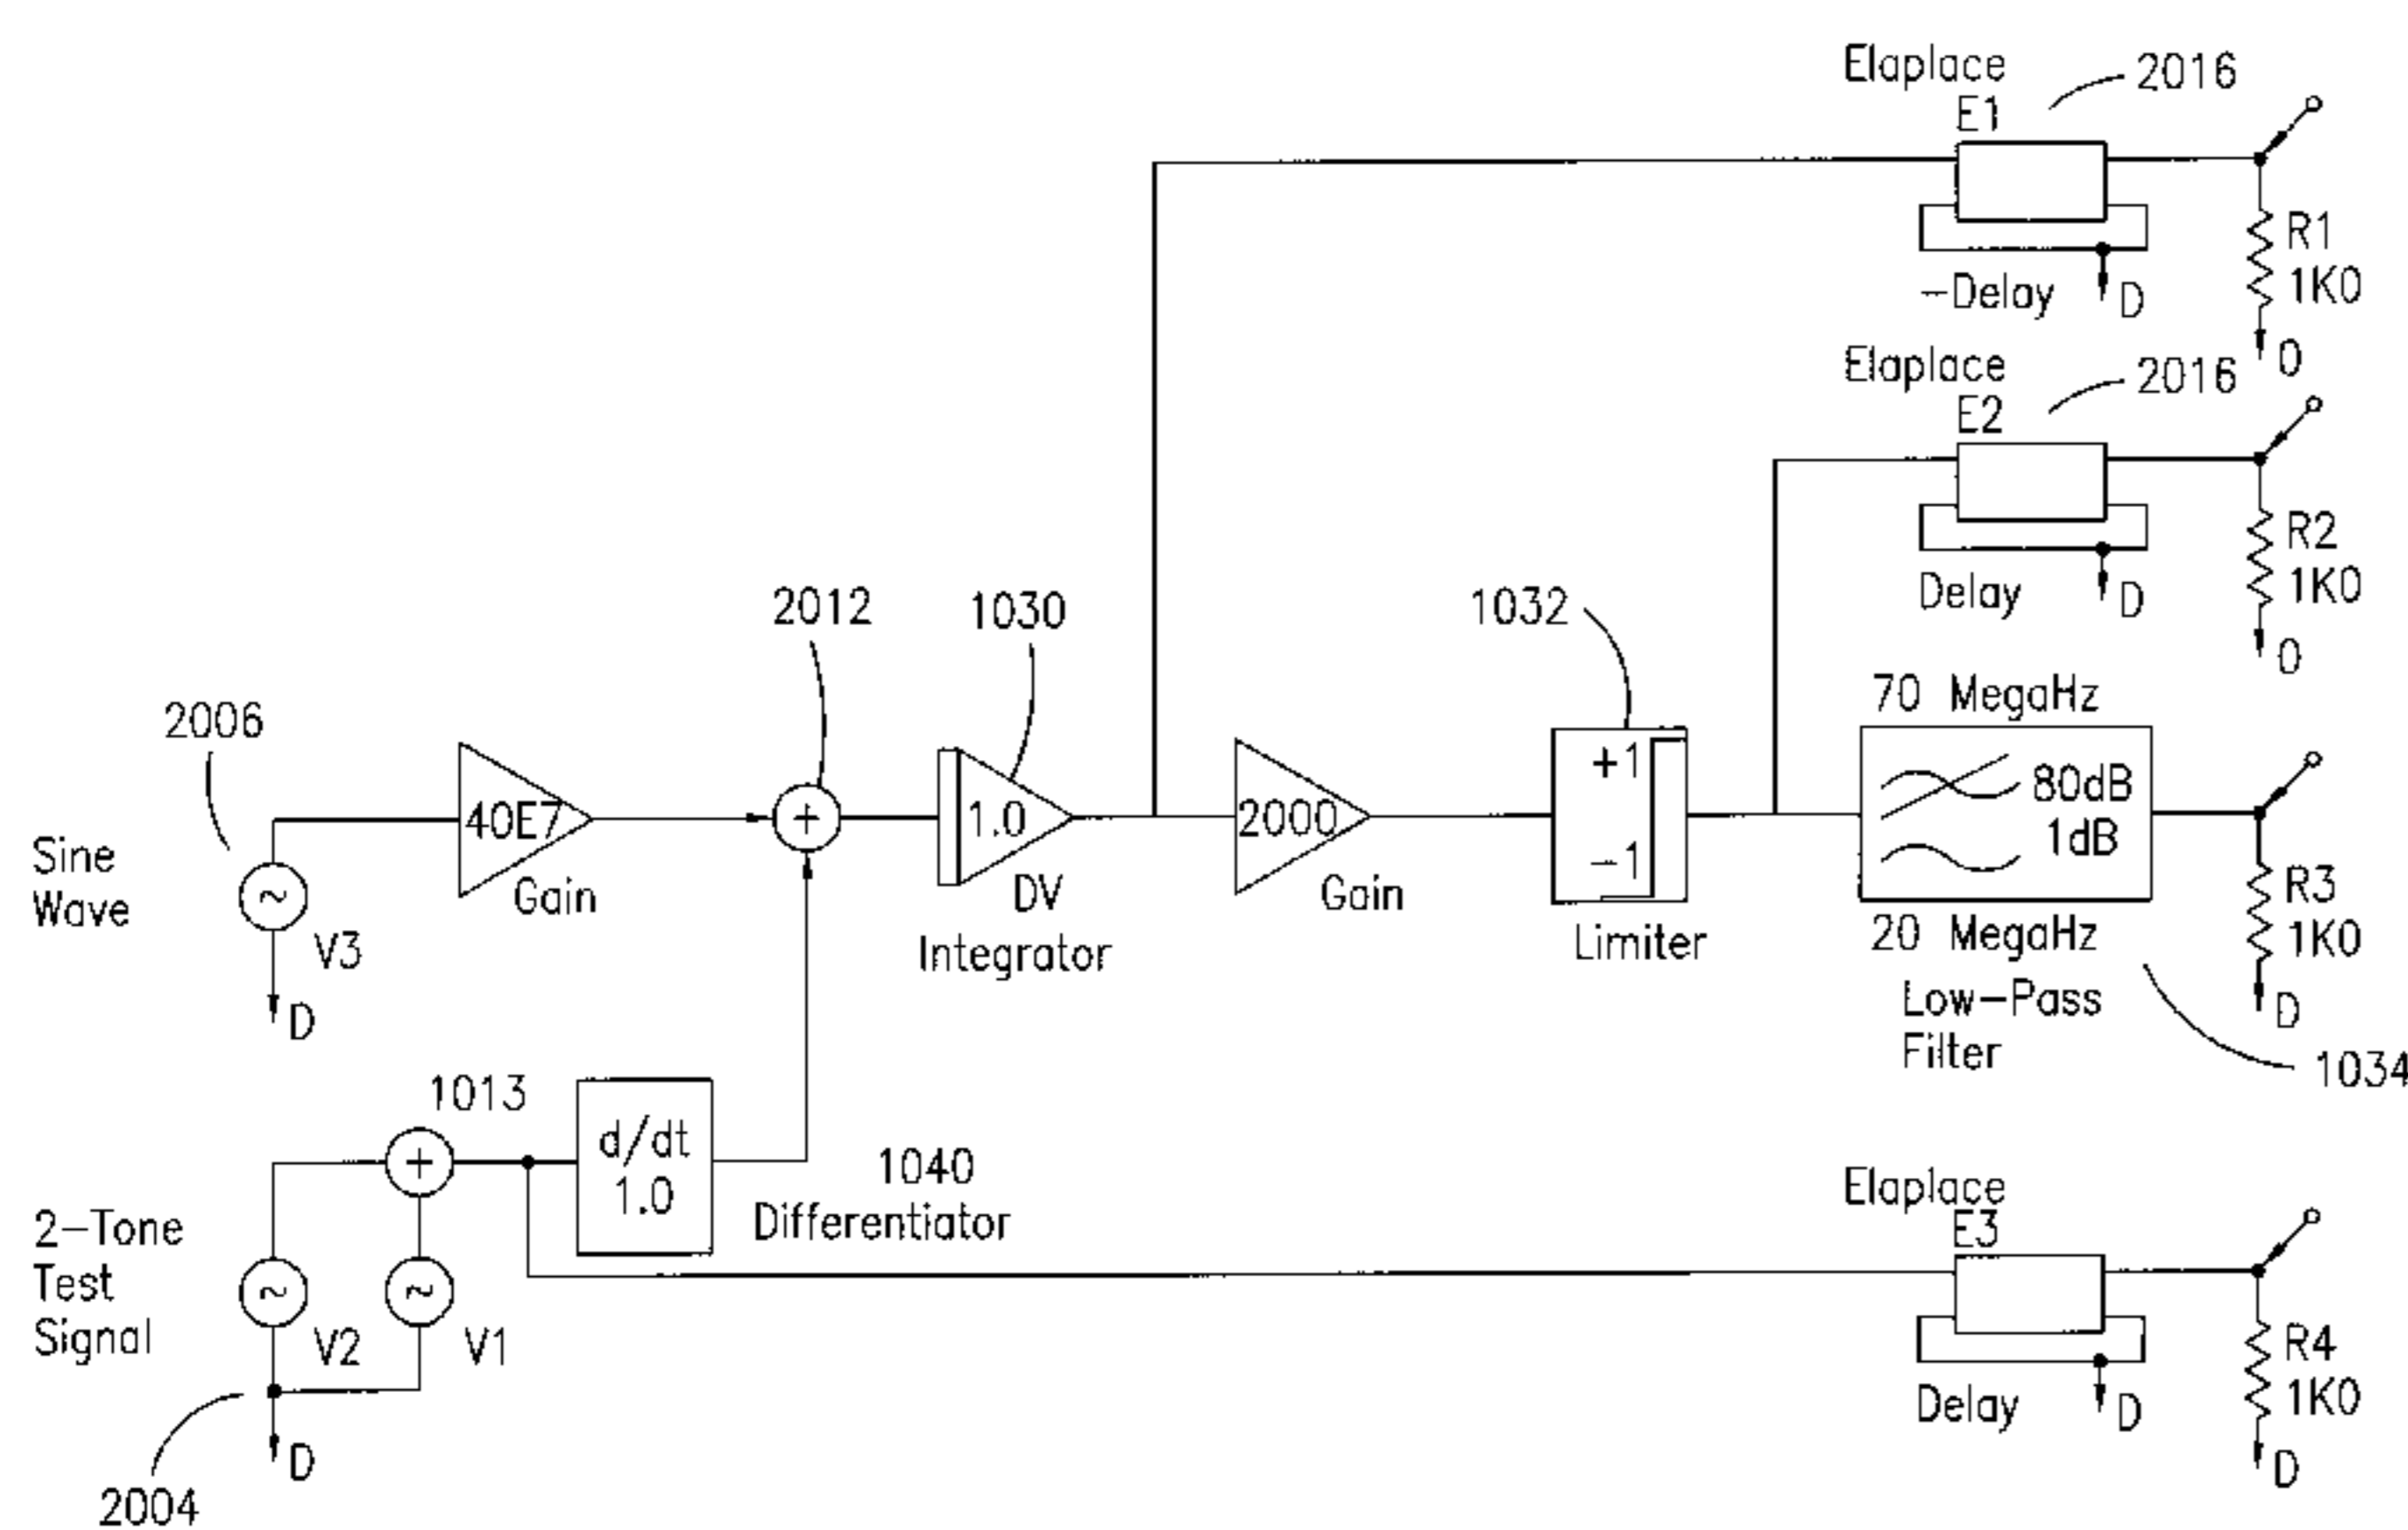 Elaplace
E1
2016
-Delay
D
R1
1K0
0
Elaplace
E2
2016
Delay
D
R2
1K0
0
2012
1030
1032
2006
70 MegaHz
Sine
Wave
V3
D
40E7
Gain
+
1.0
DV
Integrator
2000
Gain
+1
-1
Limiter
80dB
1dB
20 MegaHz
Low-Pass
Filter
1034
R3
1K0
D
1013
+
d/dt
1.0
1040
Differentiator
2-Tone
Test
Signal
V2
V1
D
2004
Elaplace
E3
Delay
D
R4
1K0
D